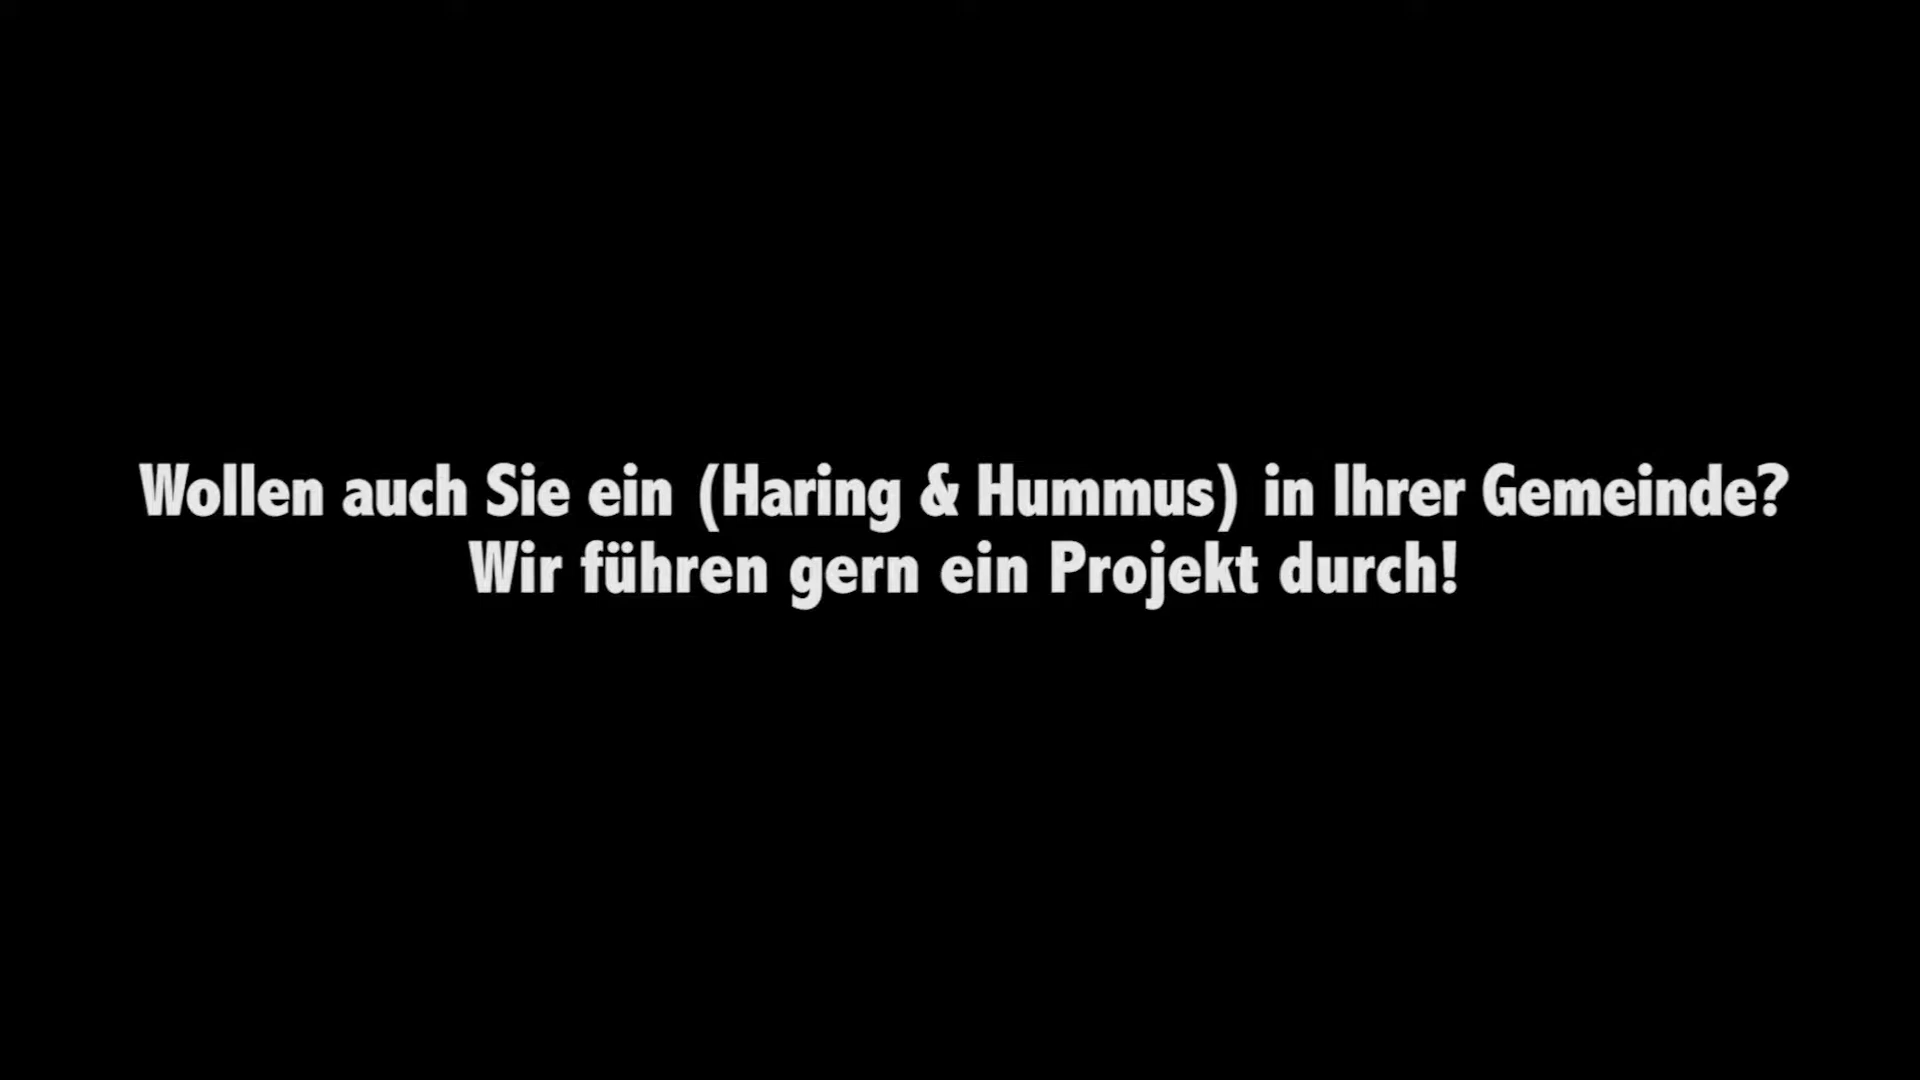 Wollen auch Sie ein (Haring & Hummus) in Ihrer Gemeinde?
Wir führen gern ein Projekt durch!